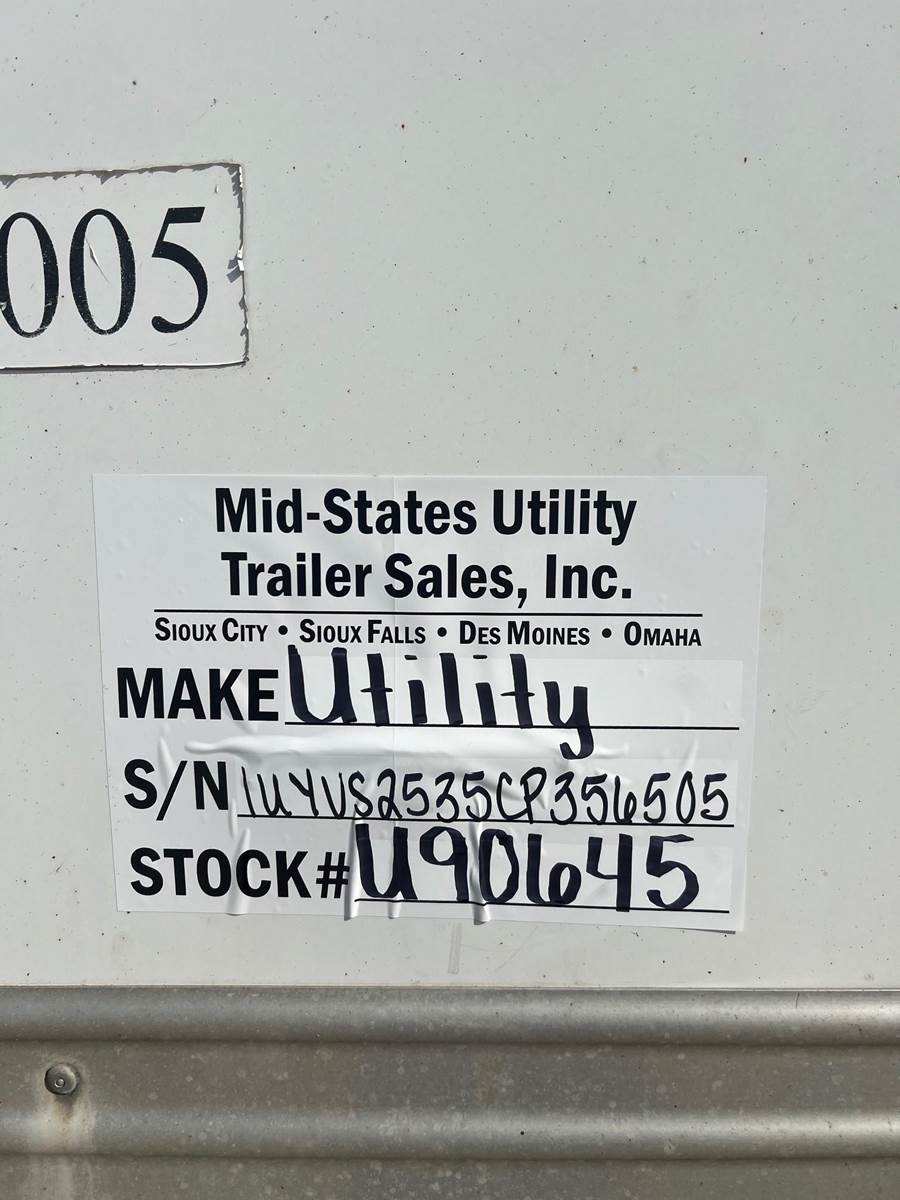 005
Mid-States Utility
Trailer Sales, Inc.
SIOUX CITY • SIOUX FALLS • DES MOINES • OMAHA
MAKE Utility
S/N 1UYVS2535CP356505
STOCK# U90645